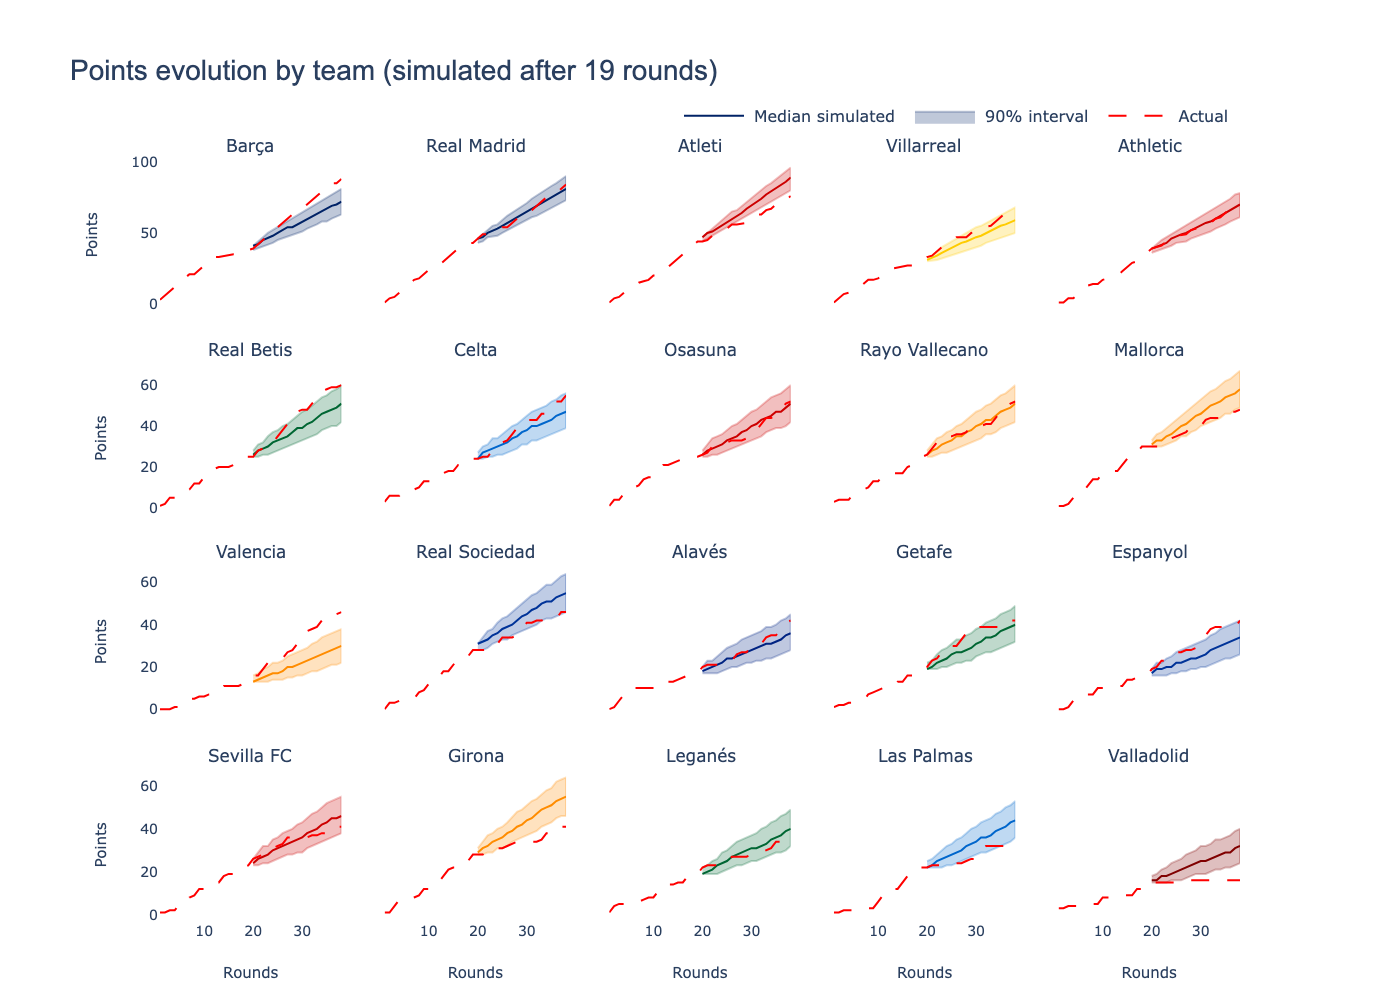 Points evolution by team (simulated after 19 rounds)
Median simulated 90% interval Actual
Barça Real Madrid Atleti Villarreal Athletic
100
50
0
Points
Real Betis Celta Osasuna Rayo Vallecano Mallorca
60
40
20
0
Points
Valencia Real Sociedad Alavés Getafe Espanyol
60
40
20
0
Points
Sevilla FC Girona Leganés Las Palmas Valladolid
60
40
20
0
Points
10 20 30 10 20 30 10 20 30 10 20 30 10 20 30
Rounds Rounds Rounds Rounds Rounds